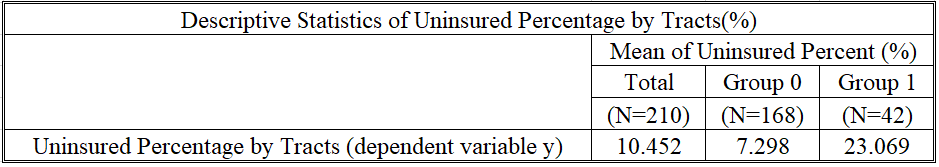 Descriptive Statistics of Uninsured Percentage by Tracts(%)
Mean of Uninsured Percent (%)
Total Group 0 Group 1
(N=210) (N=168) (N=42)
Uninsured Percentage by Tracts (dependent variable y) 10.452 7.298 23.069